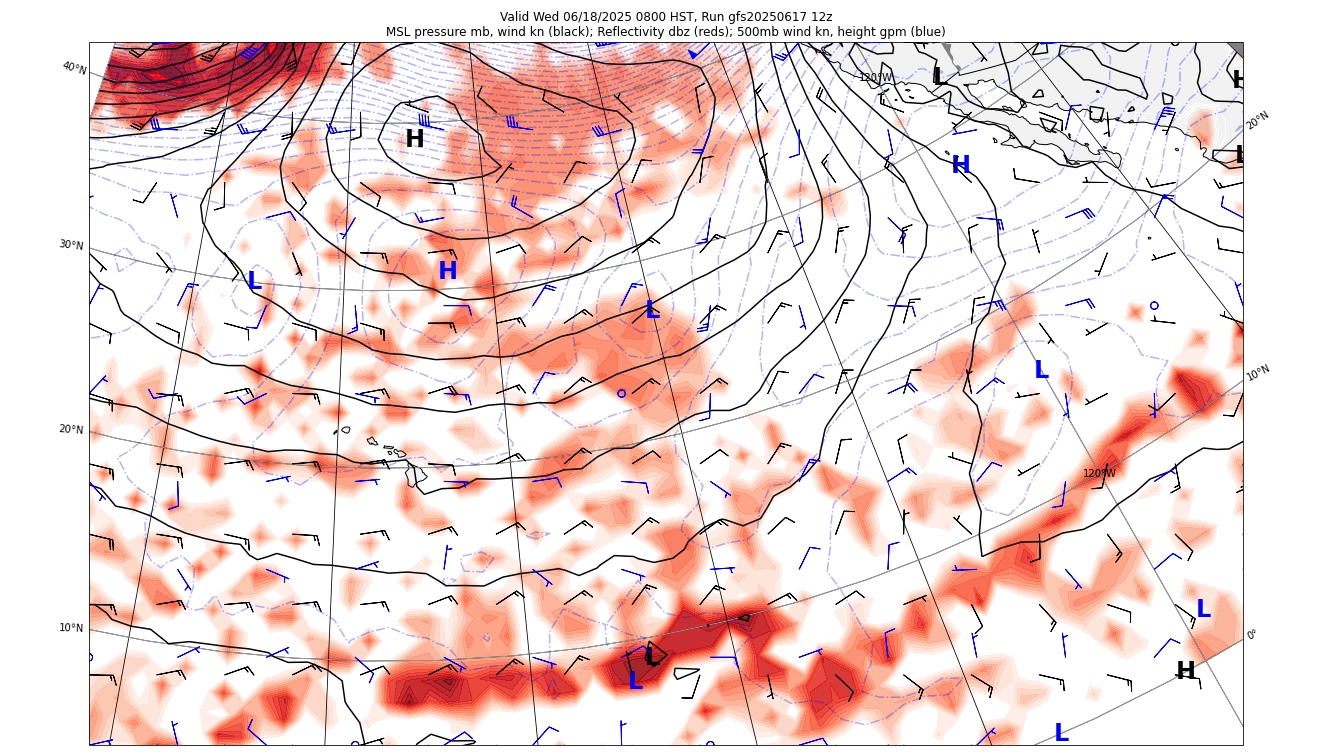 Valid Wed 06/18/2025 0800 HST, Run gfs20250617 12z
MSL pressure mb, wind kn (black); Reflectivity dbz (reds); 500mb wind kn, height gpm (blue)
40°N
120°W
L
H
20°N
H
H
L
30°N
H
L
L
10°N
L
20°N
120°W
10°N
L
0°
L
H
L
L